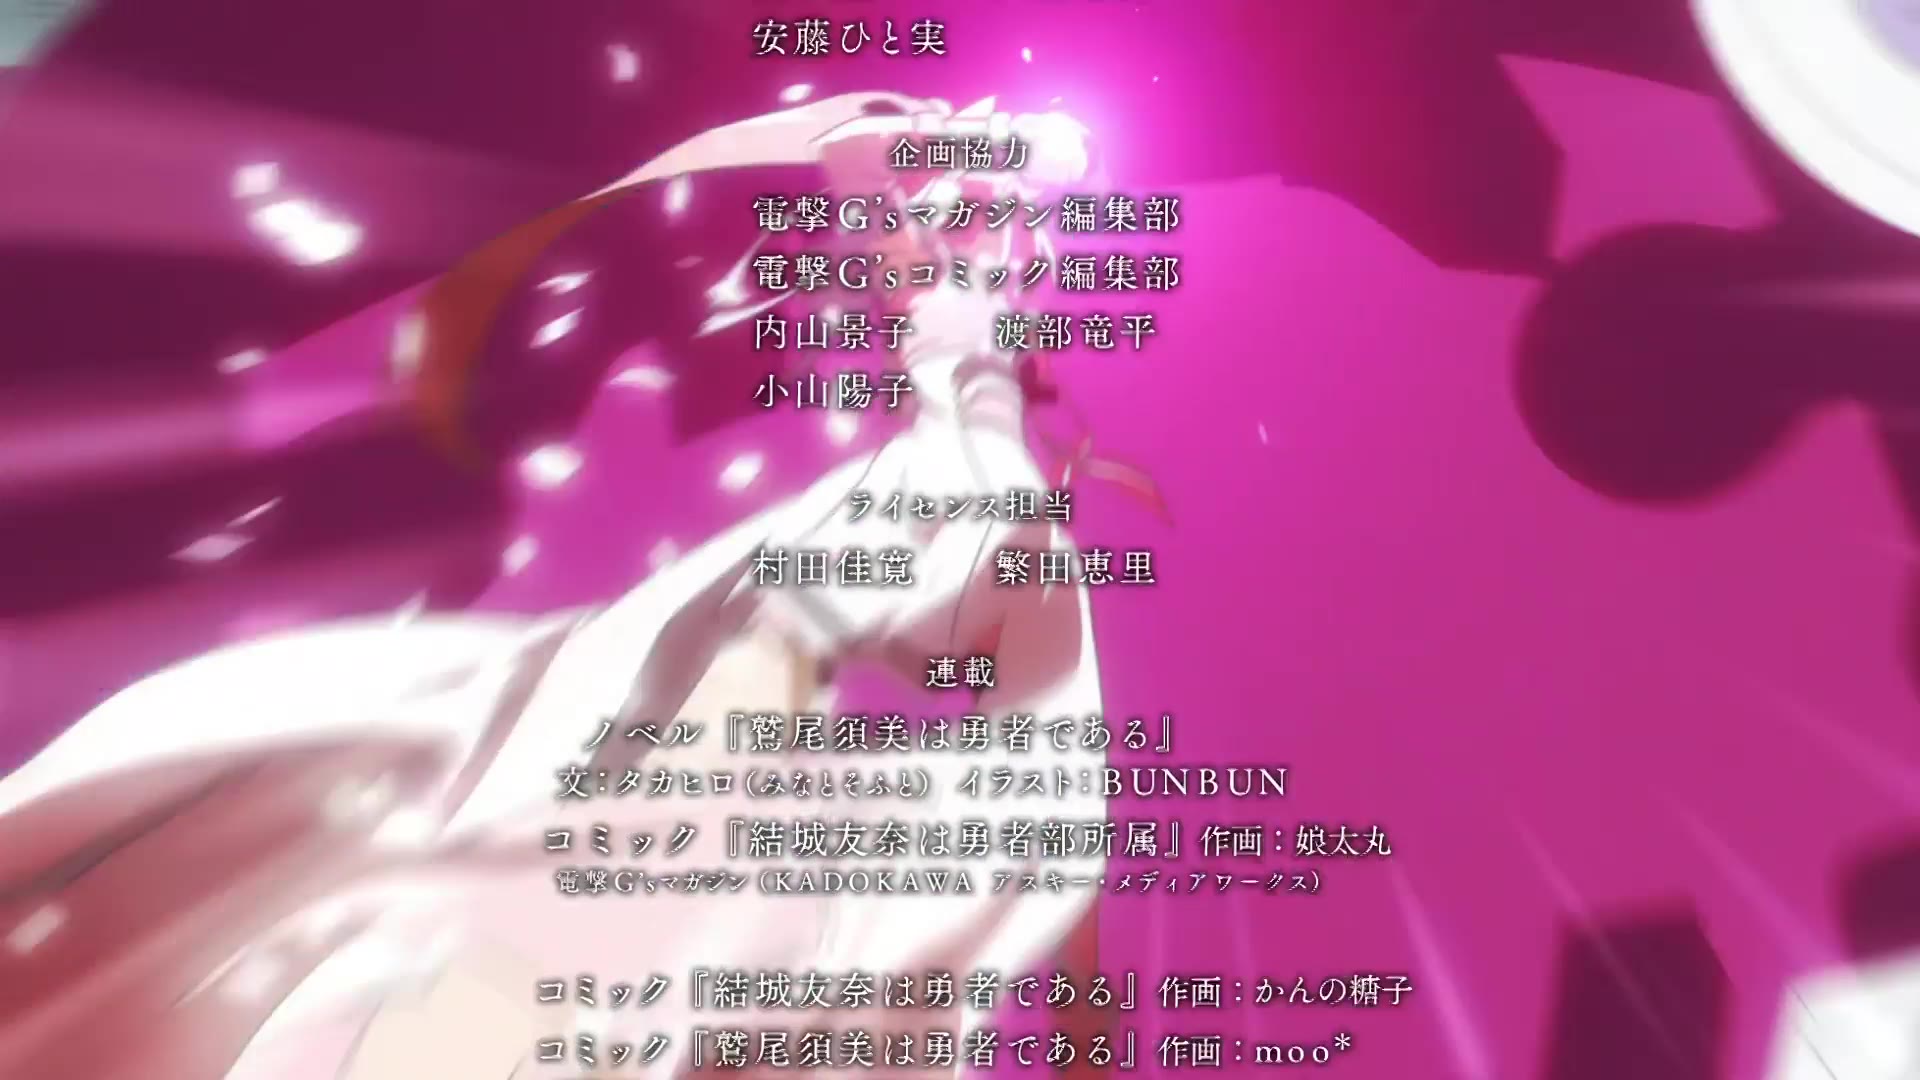 安藤ひと実
企画協力
電撃G'sマガジン編集部
電撃G'sコミック編集部
内山景子　　渡部竜平
小山陽子
ライセンス担当
村田佳寛　　繁田恵里
連載
ノベル『鷲尾須美は勇者である』
文：タカヒロ（みなとそふと）　イラスト：BUNBUN
コミック『結城友奈は勇者部所属』作画：娘太丸
電撃G'sマガジン（KADOKAWA アスキー・メディアワークス）
コミック『結城友奈は勇者である』作画：かんの糖子
コミック『鷲尾須美は勇者である』作画：moo*